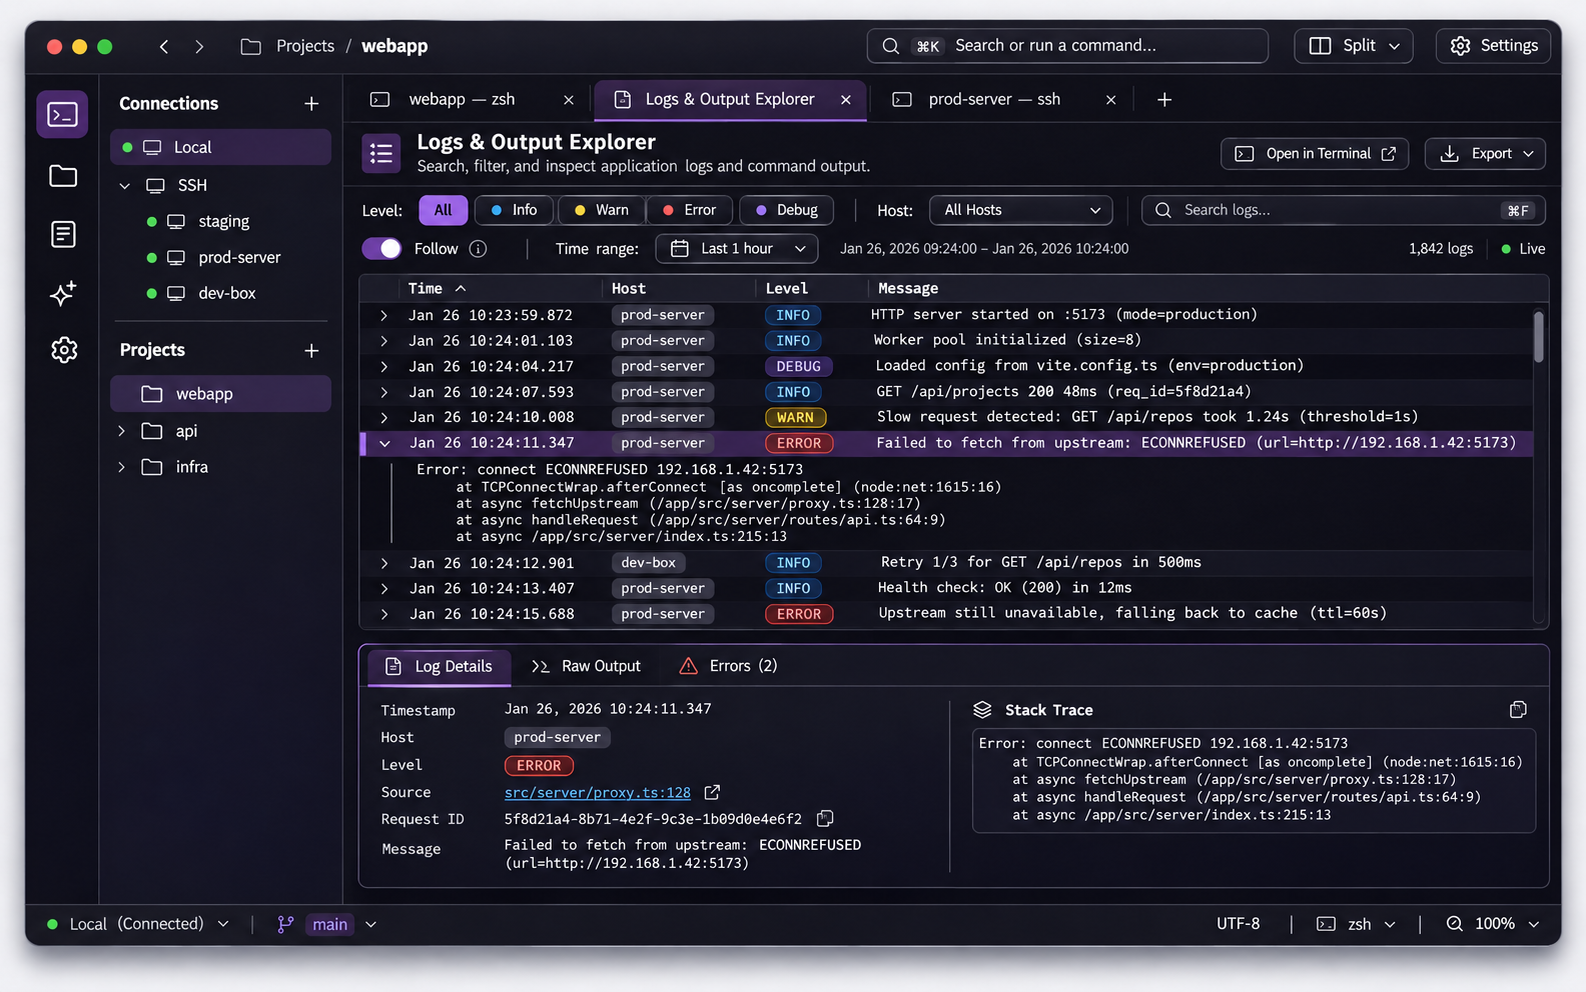 Projects / webapp
⌘K Search or run a command...
Split
Settings
Connections
Local
SSH
staging
prod-server
dev-box
Projects
webapp
api
infra
webapp — zsh
Logs & Output Explorer
prod-server — ssh
Logs & Output Explorer
Search, filter, and inspect application logs and command output.
Open in Terminal
Export
Level: All Info Warn Error Debug Host: All Hosts Search logs... ⌘F
Follow Time range: Last 1 hour Jan 26, 2026 09:24:00 – Jan 26, 2026 10:24:00 1,842 logs Live
Time Host Level Message
Jan 26 10:23:59.872 prod-server INFO HTTP server started on :5173 (mode=production)
Jan 26 10:24:01.103 prod-server INFO Worker pool initialized (size=8)
Jan 26 10:24:04.217 prod-server DEBUG Loaded config from vite.config.ts (env=production)
Jan 26 10:24:07.593 prod-server INFO GET /api/projects 200 48ms (req_id=5f8d21a4)
Jan 26 10:24:10.008 prod-server WARN Slow request detected: GET /api/repos took 1.24s (threshold=1s)
Jan 26 10:24:11.347 prod-server ERROR Failed to fetch from upstream: ECONNREFUSED (url=http://192.168.1.42:5173)
Error: connect ECONNREFUSED 192.168.1.42:5173
at TCPConnectWrap.afterConnect [as oncomplete] (node:net:1615:16)
at async fetchUpstream (/app/src/server/proxy.ts:128:17)
at async handleRequest (/app/src/server/routes/api.ts:64:9)
at async /app/src/server/index.ts:215:13
Jan 26 10:24:12.901 dev-box INFO Retry 1/3 for GET /api/repos in 500ms
Jan 26 10:24:13.407 prod-server INFO Health check: OK (200) in 12ms
Jan 26 10:24:15.688 prod-server ERROR Upstream still unavailable, falling back to cache (ttl=60s)
Log Details
Raw Output
Errors (2)
Timestamp Jan 26, 2026 10:24:11.347
Host prod-server
Level ERROR
Source src/server/proxy.ts:128
Request ID 5f8d21a4-8b71-4e2f-9c3e-1b09d0e4e6f2
Message Failed to fetch from upstream: ECONNREFUSED
(url=http://192.168.1.42:5173)
Stack Trace
Error: connect ECONNREFUSED 192.168.1.42:5173
at TCPConnectWrap.afterConnect [as oncomplete] (node:net:1615:16)
at async fetchUpstream (/app/src/server/proxy.ts:128:17)
at async handleRequest (/app/src/server/routes/api.ts:64:9)
at async /app/src/server/index.ts:215:13
Local (Connected) main UTF-8 zsh 100%